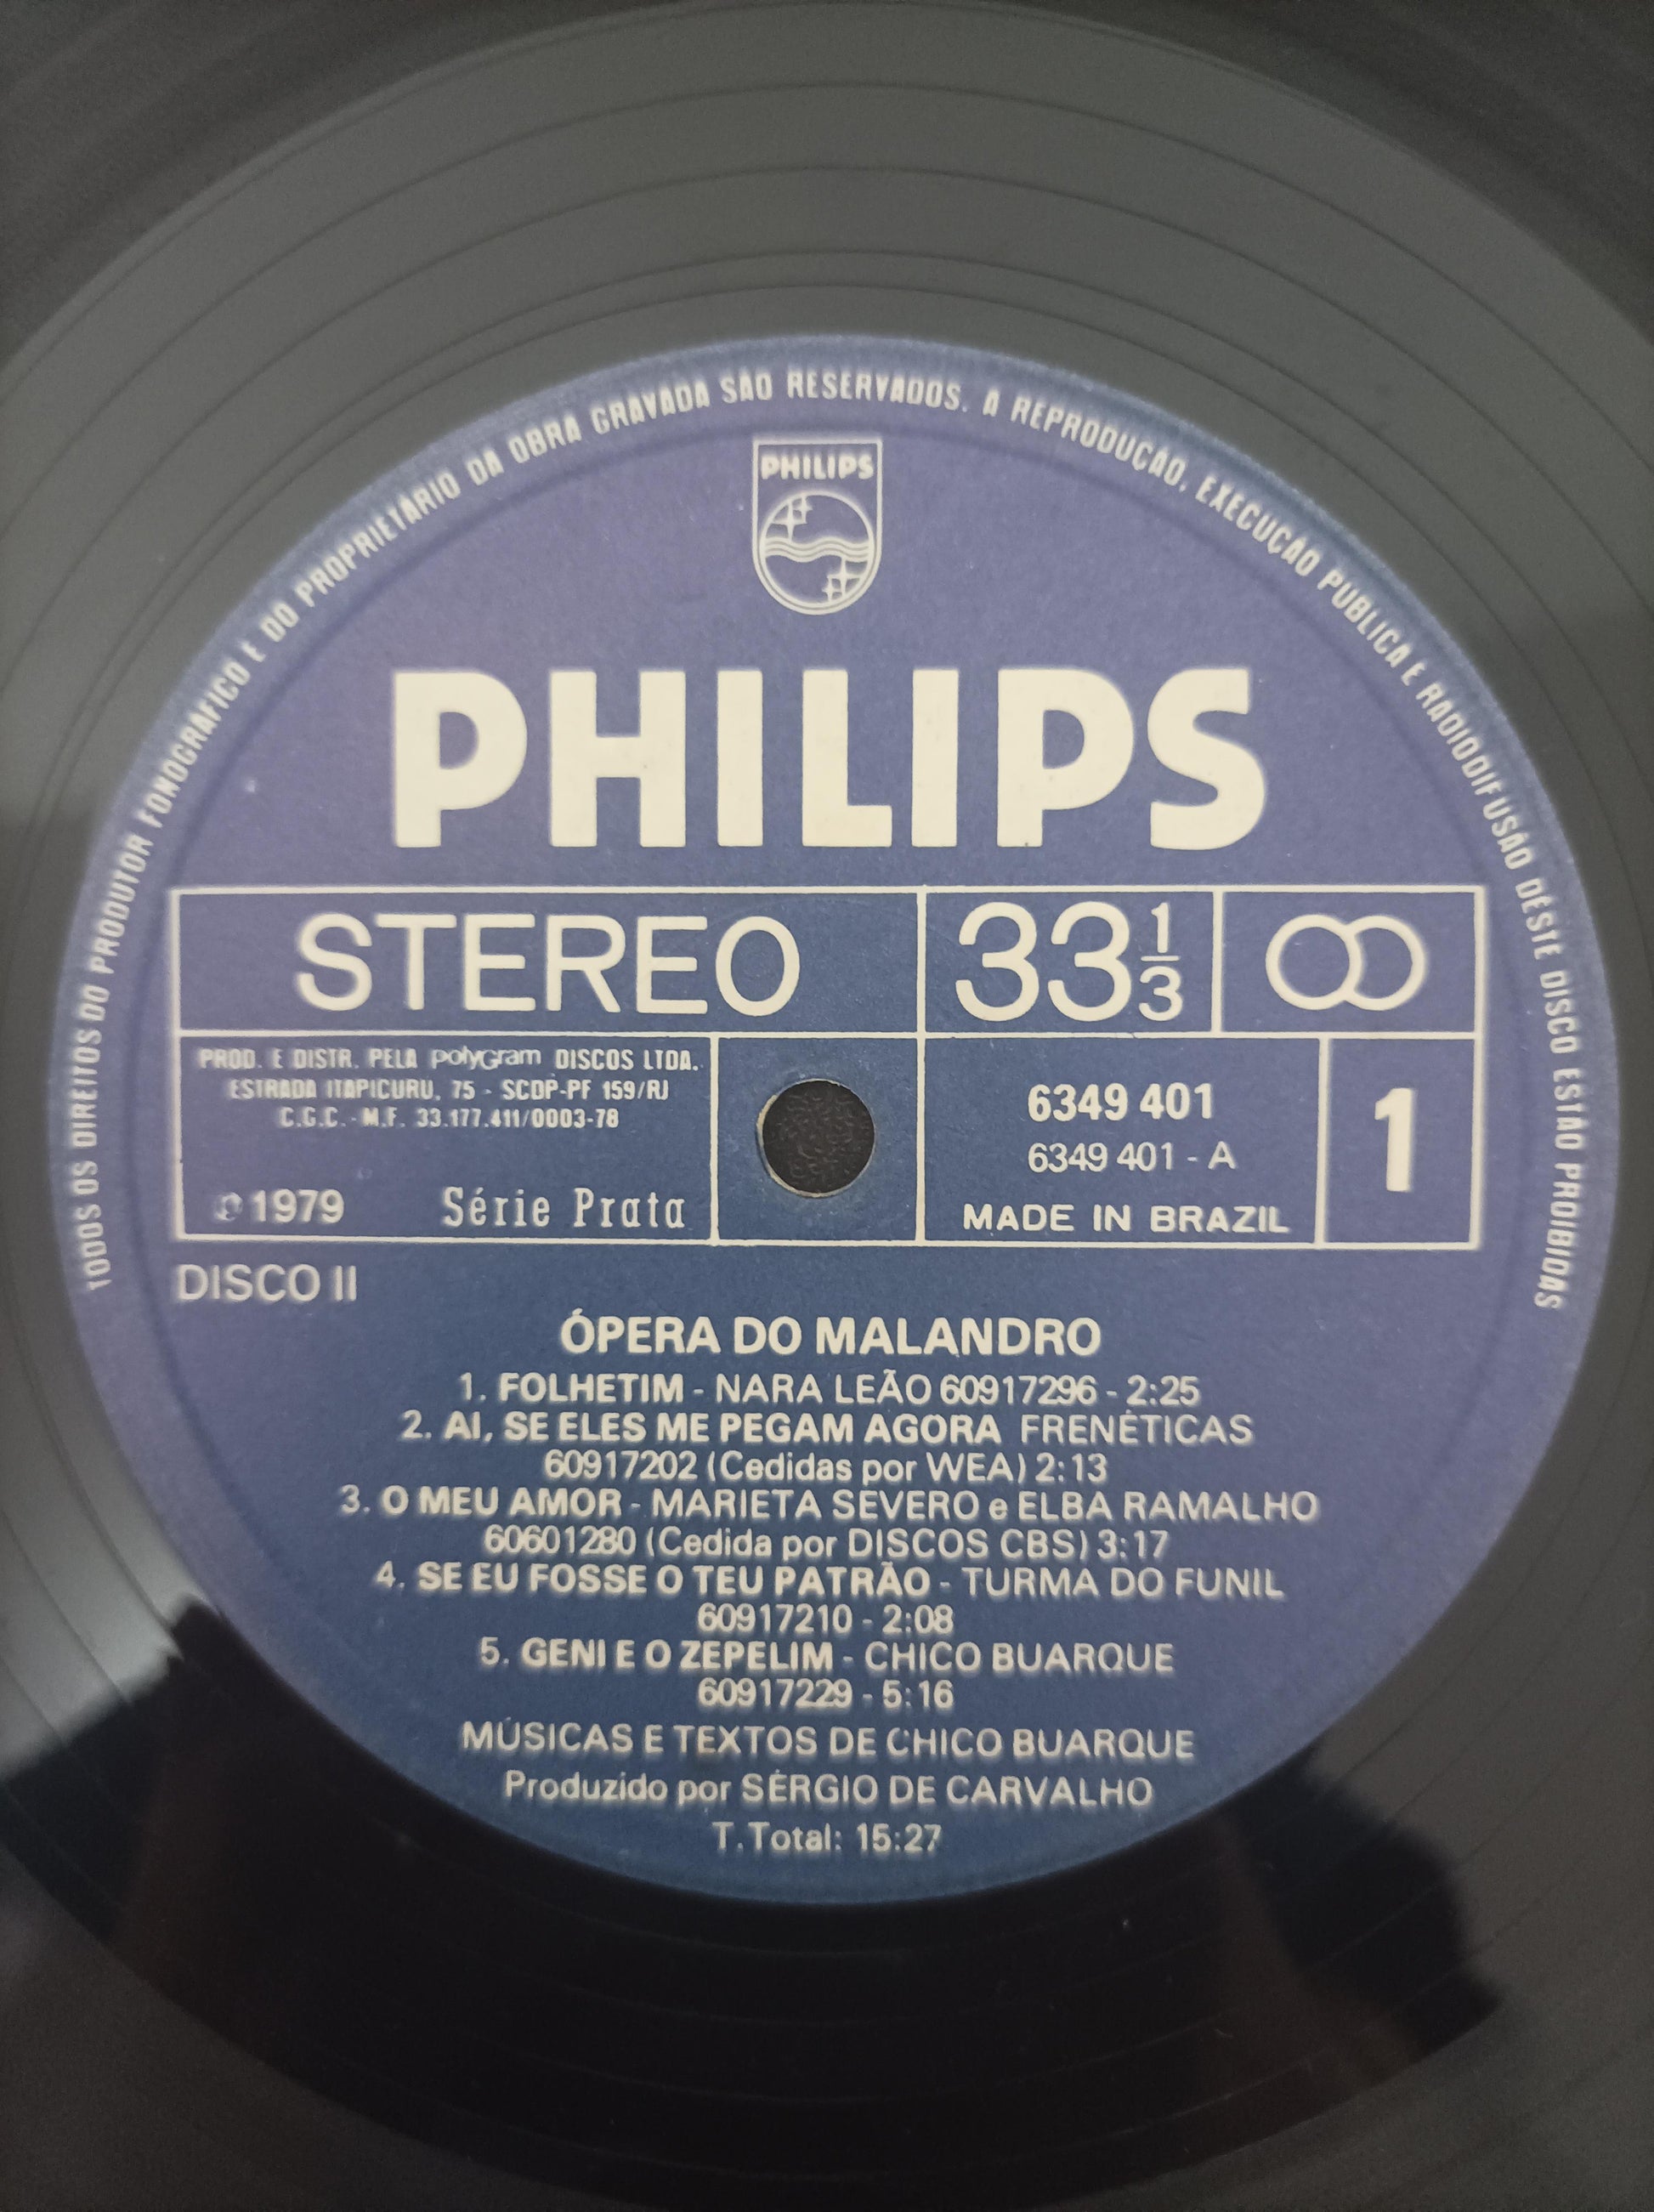 TODOS OS DIREITOS DO PRODUTOR FONOGRAFICO E DO PROPRIETÁRIO DA OBRA GRAVADA SÃO RESERVADOS. A REPRODUÇÃO, EXECUÇÃO PUBLICA E RADIODIFUSÃO DÊSTE DISCO ESTÃO PROIBIDAS
PHILIPS
PHILIPS
STEREO 33 1/3
PROD. E DISTR. PELA polyGram DISCOS LTDA.
ESTRADA ITAPICURU, 75 - SCDP-PF 159/RJ
C.G.C. - M.F. 33.177.411/0003-78
℗ 1979 Série Prata
6349 401
6349 401 - A
MADE IN BRAZIL
1
DISCO II
ÓPERA DO MALANDRO
1. FOLHETIM - NARA LEÃO 60917296 - 2:25
2. AI, SE ELES ME PEGAM AGORA FRENÉTICAS
60917202 (Cedidas por WEA) 2:13
3. O MEU AMOR - MARIETA SEVERO e ELBA RAMALHO
60601280 (Cedida por DISCOS CBS) 3:17
4. SE EU FOSSE O TEU PATRÃO - TURMA DO FUNIL
60917210 - 2:08
5. GENI E O ZEPELIM - CHICO BUARQUE
60917229 - 5:16
MÚSICAS E TEXTOS DE CHICO BUARQUE
Produzido por SÉRGIO DE CARVALHO
T. Total: 15:27